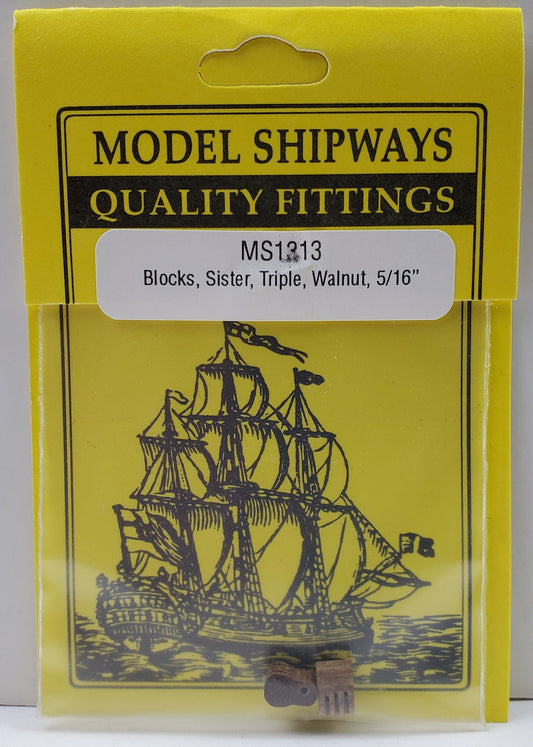 MODEL SHIPWAYS
QUALITY FITTINGS
MS1313
Blocks, Sister, Triple, Walnut, 5/16”